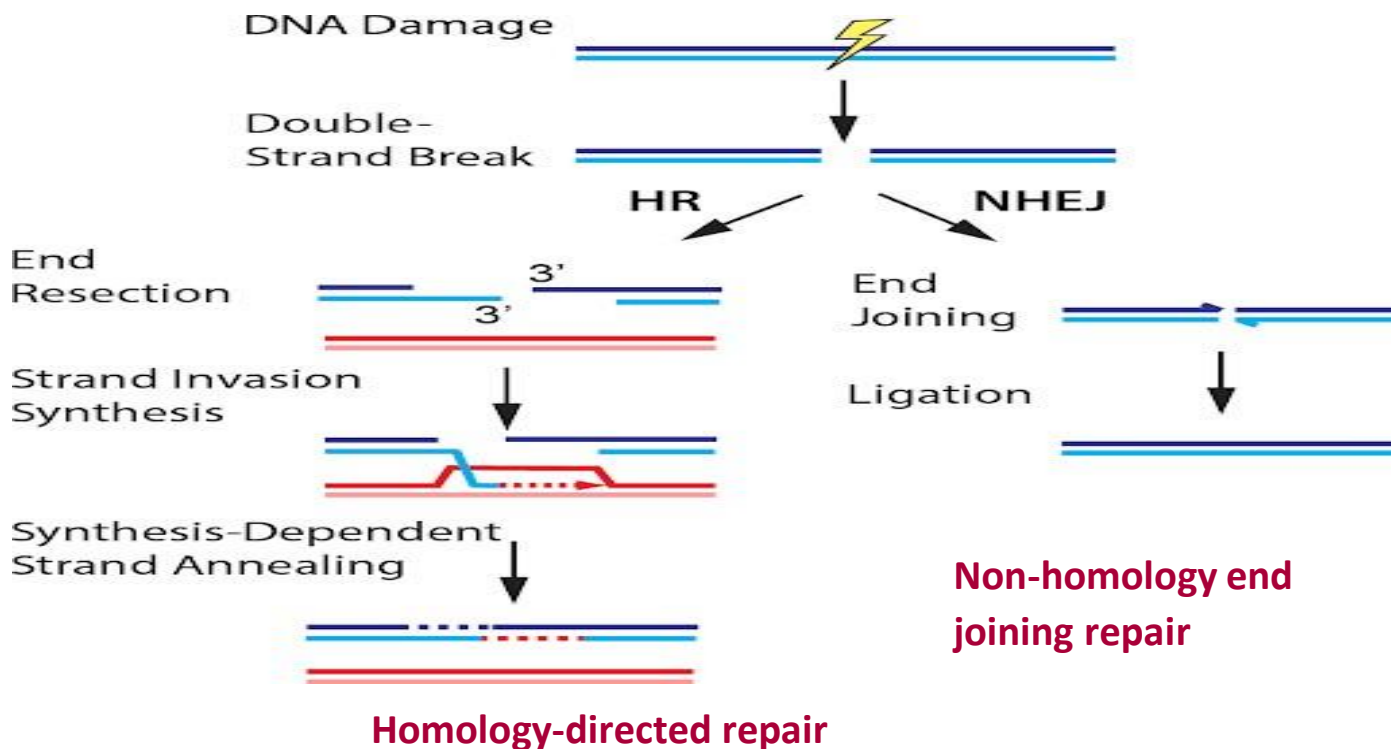 DNA Damage
Double-
Strand Break
HR
NHEJ
End
Resection
3'
3'
End
Joining
Strand Invasion
Synthesis
Ligation
Synthesis-Dependent
Strand Annealing
Non-homology end
joining repair
Homology-directed repair